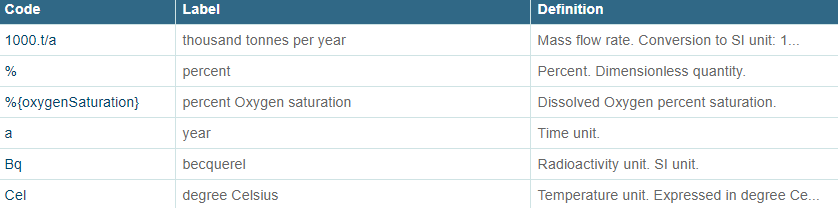 Code Label Definition
1000.t/a thousand tonnes per year Mass flow rate. Conversion to SI unit: 1...
% percent Percent. Dimensionless quantity.
%{oxygenSaturation} percent Oxygen saturation Dissolved Oxygen percent saturation.
a year Time unit.
Bq becquerel Radioactivity unit. SI unit.
Cel degree Celsius Temperature unit. Expressed in degree Ce...